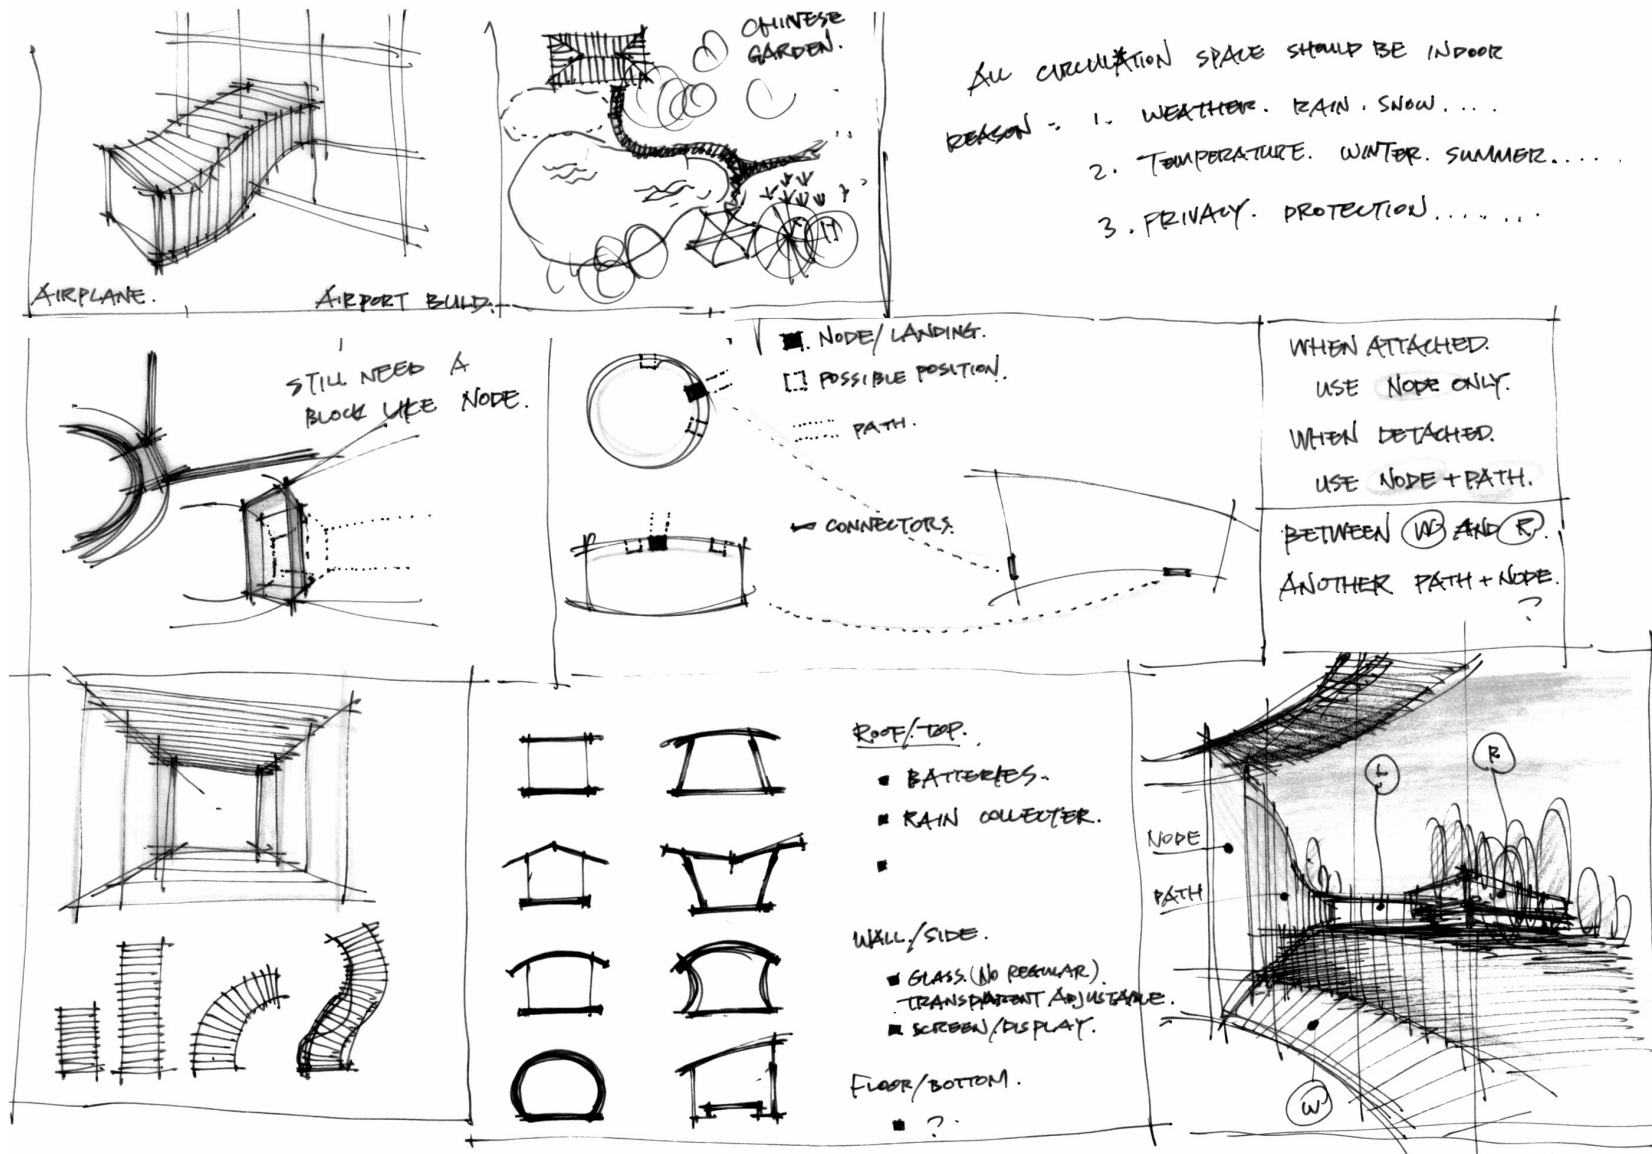 CHINESE
GARDEN.
AIRPLANE.
AIRPORT BUILD.
ALL CIRCULATION SPACE SHOULD BE INDOOR
REASON: 1. WEATHER. RAIN. SNOW....
2. TEMPERATURE. WINTER. SUMMER.....
3. PRIVACY. PROTECTION.......
STILL NEED A
BLOCK LIKE NODE.
NODE/LANDING.
POSSIBLE POSITION.
PATH.
CONNECTORS.
WHEN ATTACHED.
USE NODE ONLY.
WHEN DETACHED.
USE NODE + PATH.
BETWEEN W AND R.
ANOTHER PATH + NODE.
?
ROOF/TOP.
BATTERIES.
RAIN COLLECTER.
WALL/SIDE.
GLASS. (NO REGULAR).
TRANSPARENT ADJUSTABLE.
SCREEN/DISPLAY.
FLOOR/BOTTOM.
?
NODE
PATH
L
R
W